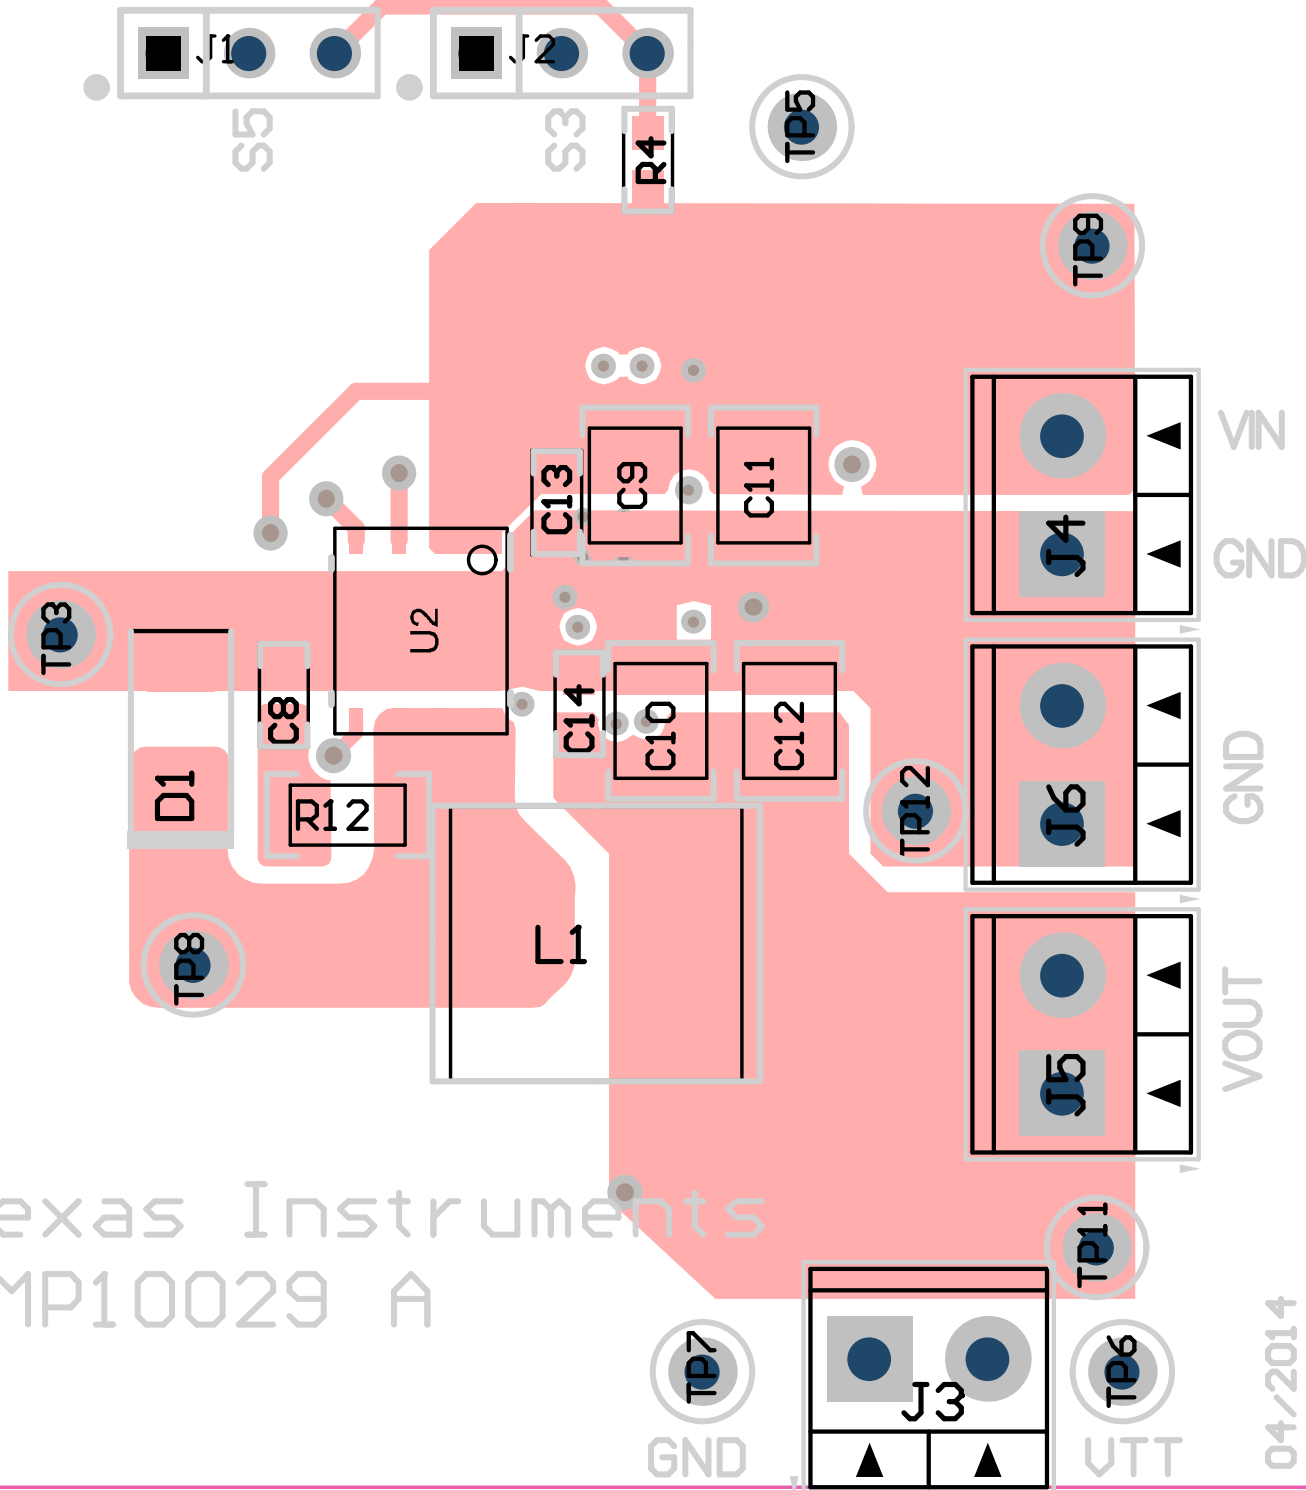 J1
J2
S5
S3
R4
TP5
TP9
VIN
C9
C11
C13
J4
GND
U2
TP3
C8
C14
C10
C12
GND
D1
R12
TP12
J6
L1
TP8
VOUT
J5
exas Instruments
TP11
MP10029 A
04/2014
TP7
J3
TP6
GND
VTT